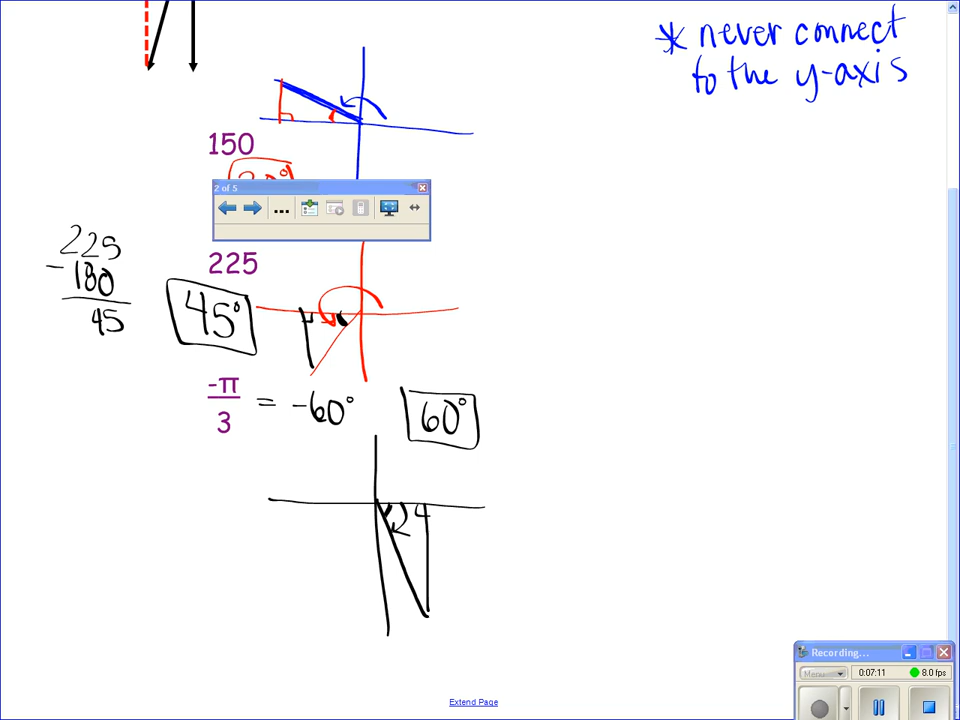 * never connect
to the y-axis
150
2 of 5
225
225
-180
45
45°
-π
3
= -60°
60°
Recording...
Menu
0:07:11
8.0 fps
Extend Page